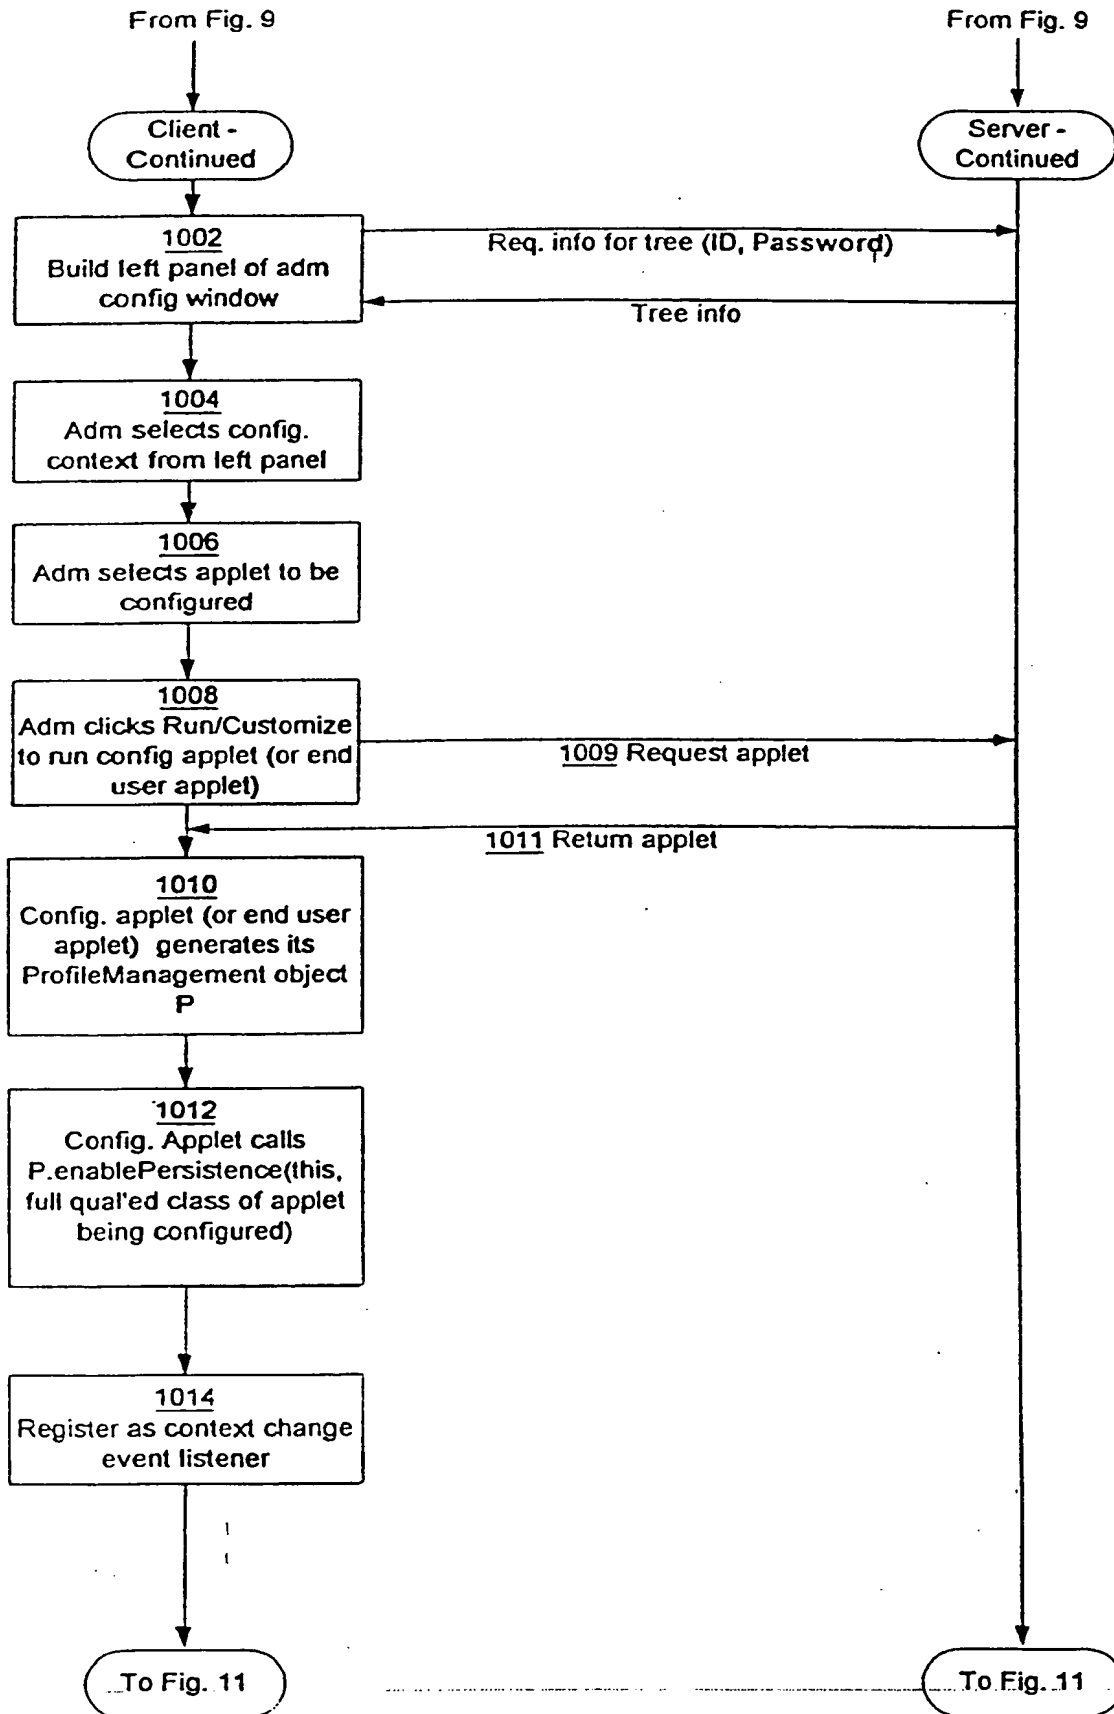 From Fig. 9
From Fig. 9
Client -
Continued
Server -
Continued
1002
Build left panel of adm
config window
Req. info for tree (ID, Password)
Tree info
1004
Adm selects config.
context from left panel
1006
Adm selects applet to be
configured
1008
Adm clicks Run/Customize
to run config applet (or end
user applet)
1009 Request applet
1011 Return applet
1010
Config. applet (or end user
applet) generates its
ProfileManagement object
P
1012
Config. Applet calls
P.enablePersistence(this,
full qual'ed class of applet
being configured)
1014
Register as context change
event listener
To Fig. 11
To Fig. 11